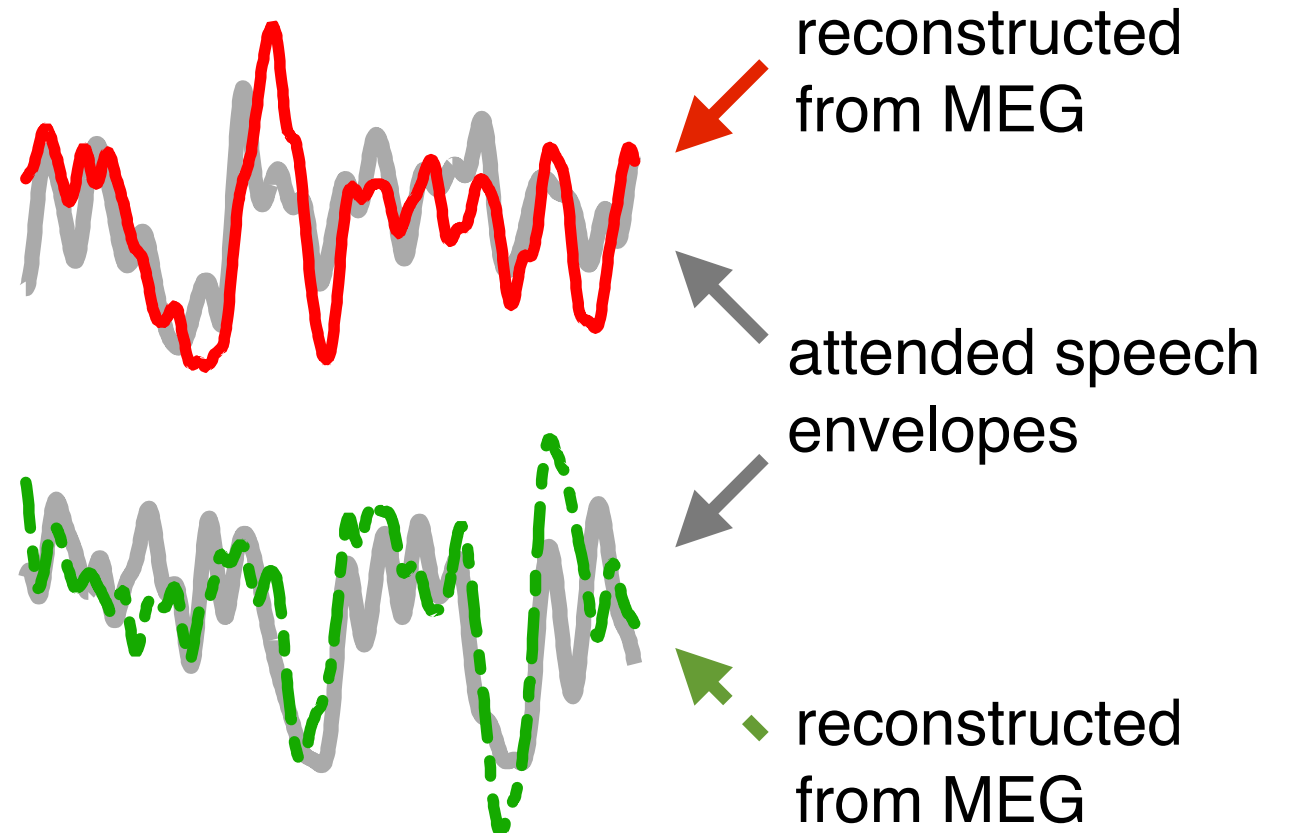 reconstructed
from MEG
attended speech
envelopes
reconstructed
from MEG